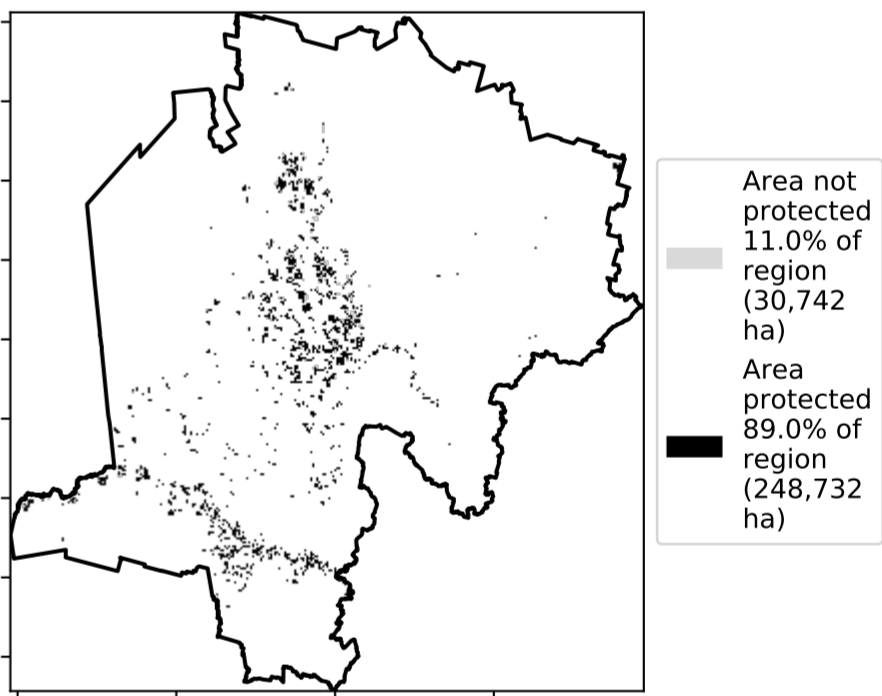 Area not
protected
11.0% of
region
(30,742
ha)
Area
protected
89.0% of
region
(248,732
ha)